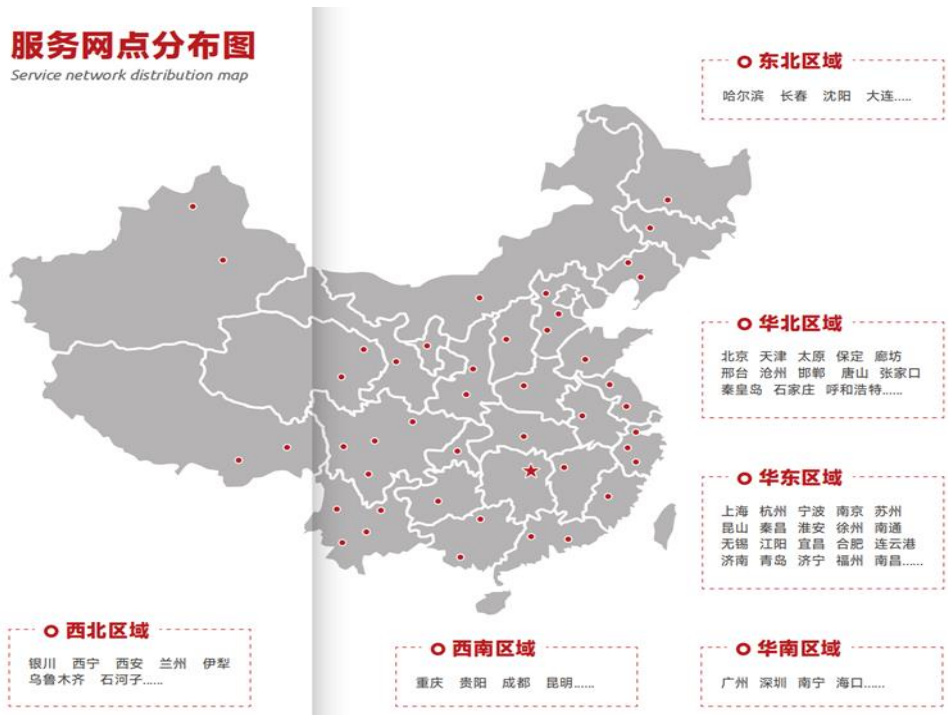 服务网点分布图
Service network distribution map
东北区域
哈尔滨 长春 沈阳 大连.....
华北区域
北京 天津 太原 保定 廊坊
邢台 沧州 邯郸 唐山 张家口
秦皇岛 石家庄 呼和浩特......
华东区域
上海 杭州 宁波 南京 苏州
昆山 秦昌 淮安 徐州 南通
无锡 江阳 宜昌 合肥 连云港
济南 青岛 济宁 福州 南昌......
西北区域
银川 西宁 西安 兰州 伊犁
乌鲁木齐 石河子......
西南区域
重庆 贵阳 成都 昆明......
华南区域
广州 深圳 南宁 海口......